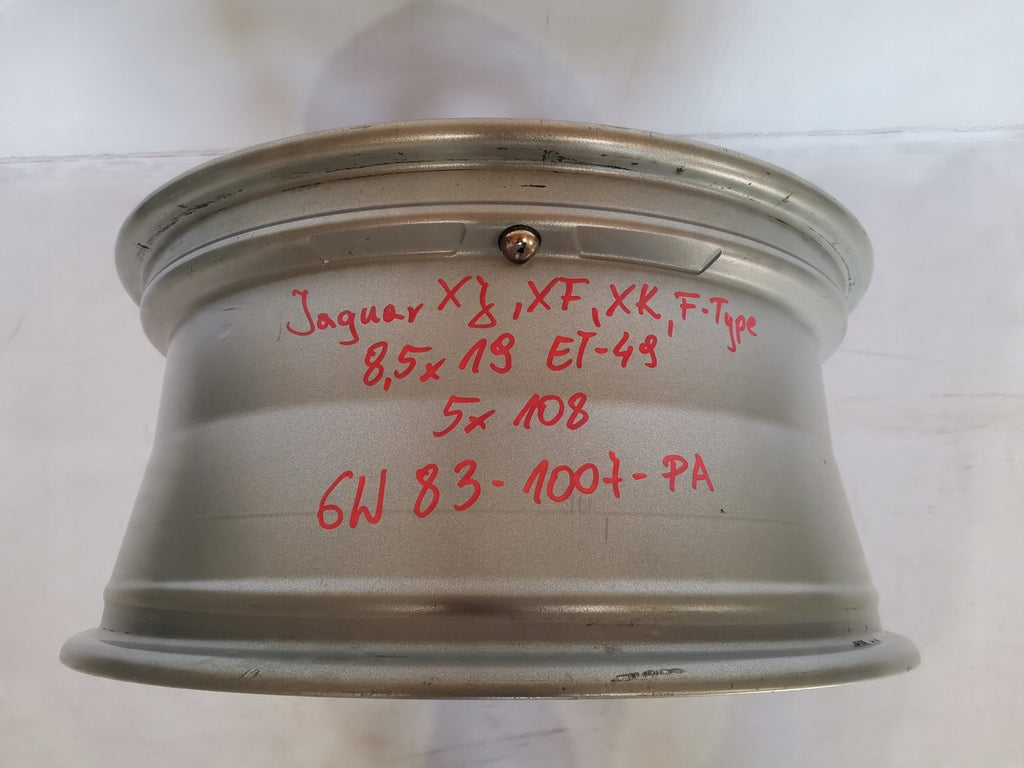 Jaguar XJ, XF, XK, F-Type
8,5x19 ET-49
5x108
6W 83-1007-PA